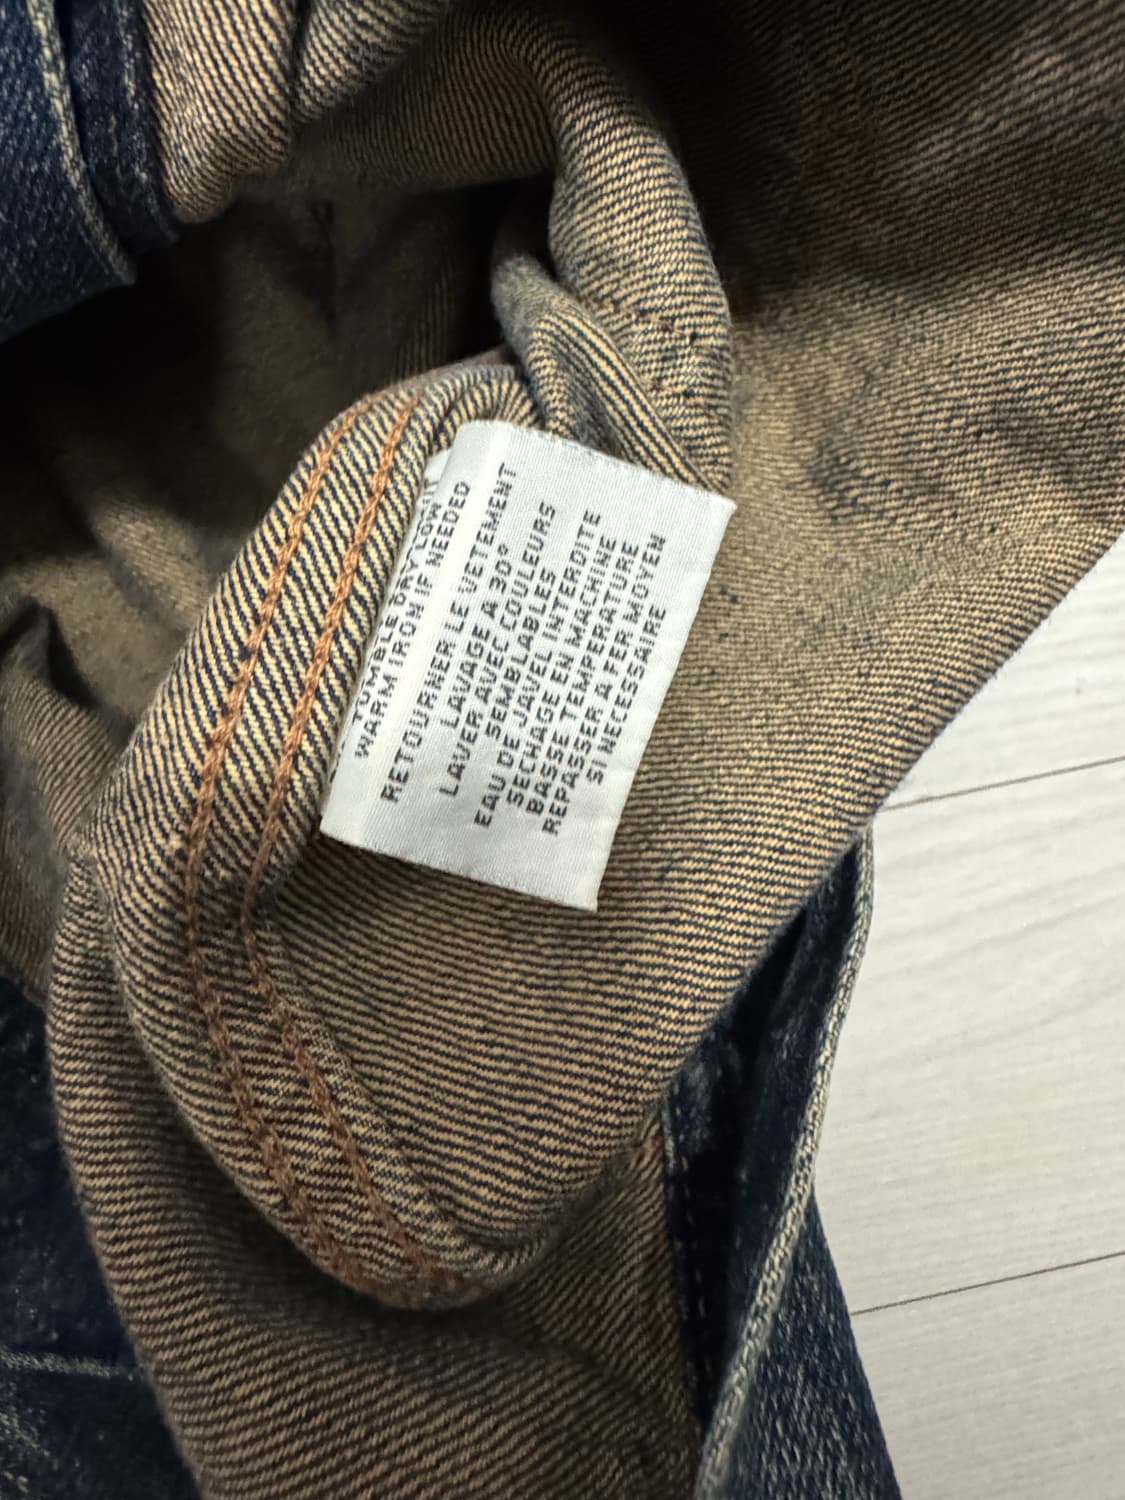 TUMBLE DRY LOW
WARM IRON IF NEEDED
RETOURNER LE VETEMENT
LAVAGE A 30°
LAVER AVEC COULEURS
SEMBLABLES
EAU DE JAVEL INTERDITE
SECHAGE EN MACHINE
BASSE TEMPERATURE
REPASSER A FER MOYEN
SI NECESSAIRE